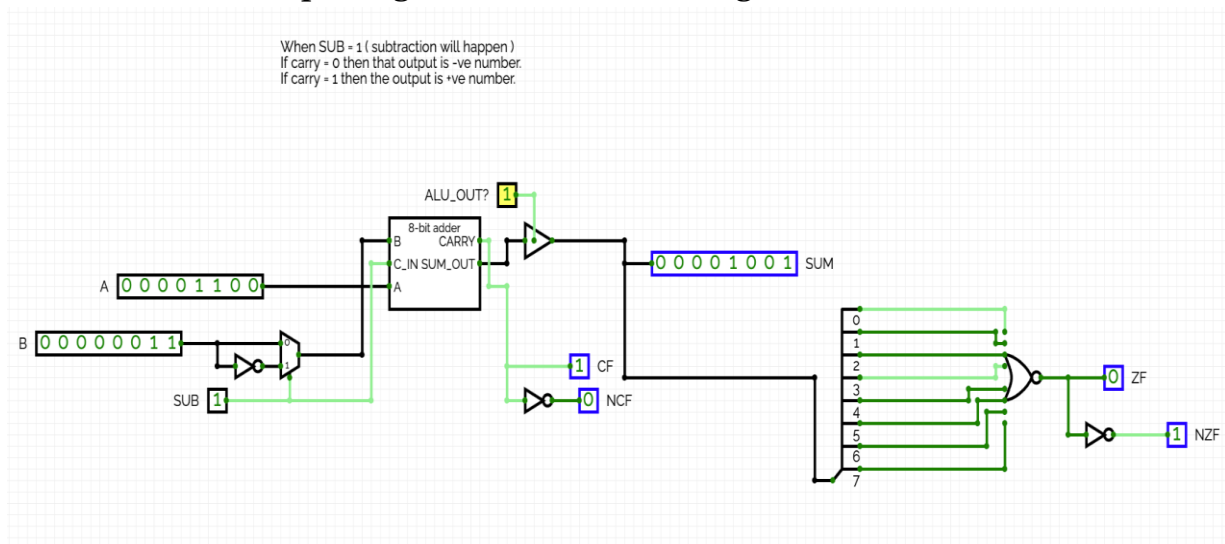 When SUB = 1 ( subtraction will happen )
If carry = 0 then that output is -ve number.
If carry = 1 then the output is +ve number.
ALU_OUT? 1
8-bit adder
B CARRY
C_IN SUM_OUT
A
0 0 0 0 1 0 0 1 SUM
A 0 0 0 0 1 1 0 0
B 0 0 0 0 0 0 1 1
0
1
SUB 1
1 CF
0 NCF
0
1
2
3
4
5
6
7
0 ZF
1 NZF